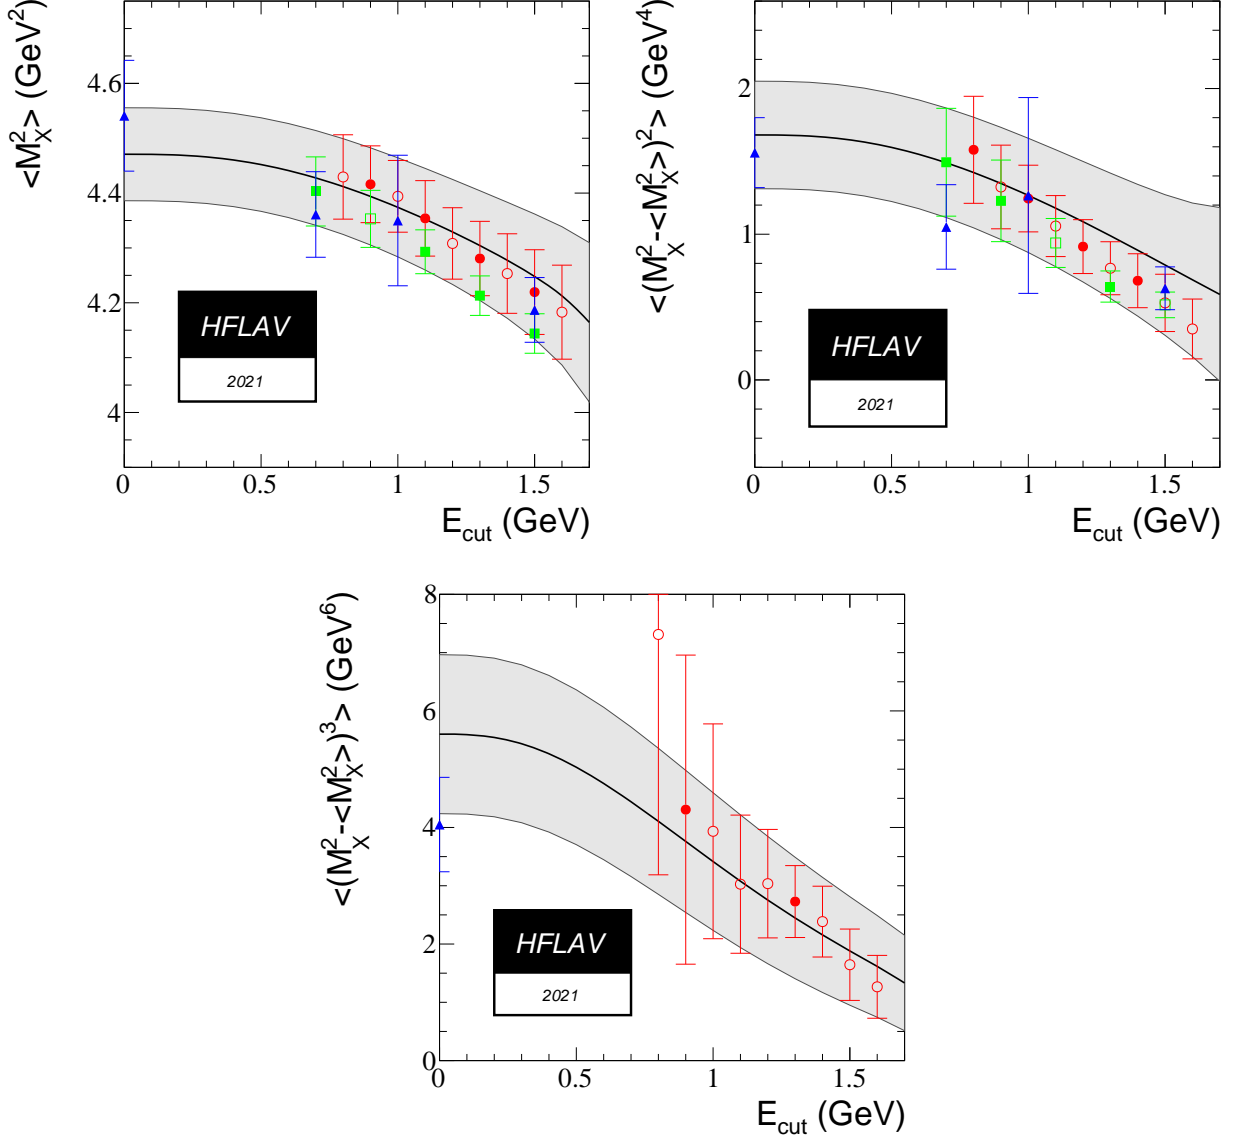 <M_X^2> (GeV^2)
4.6
4.4
4.2
4
HFLAV
2021
0 0.5 1 1.5
E_cut (GeV)
<(M_X^2-<M_X^2>)^2> (GeV^4)
2
1
0
HFLAV
2021
0 0.5 1 1.5
E_cut (GeV)
<(M_X^2-<M_X^2>)^3> (GeV^6)
8
6
4
2
0
HFLAV
2021
0 0.5 1 1.5
E_cut (GeV)